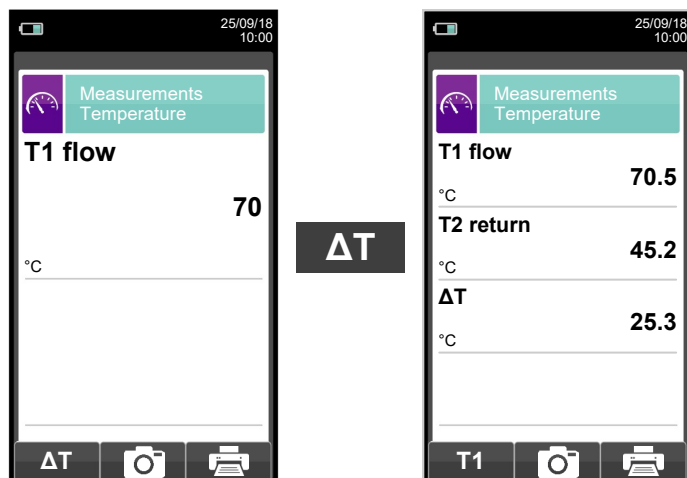 25/09/18
10:00
Measurements
Temperature
T1 flow
70
°C
ΔT
ΔT
25/09/18
10:00
Measurements
Temperature
T1 flow
70.5
°C
T2 return
45.2
°C
ΔT
25.3
°C
T1